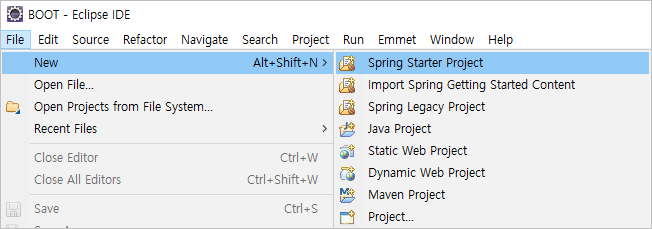 BOOT - Eclipse IDE
File Edit Source Refactor Navigate Search Project Run Emmet Window Help
New Alt+Shift+N >
Open File...
Open Projects from File System...
Recent Files >
Close Editor Ctrl+W
Close All Editors Ctrl+Shift+W
Save Ctrl+S
Spring Starter Project
Import Spring Getting Started Content
Spring Legacy Project
Java Project
Static Web Project
Dynamic Web Project
Maven Project
Project...